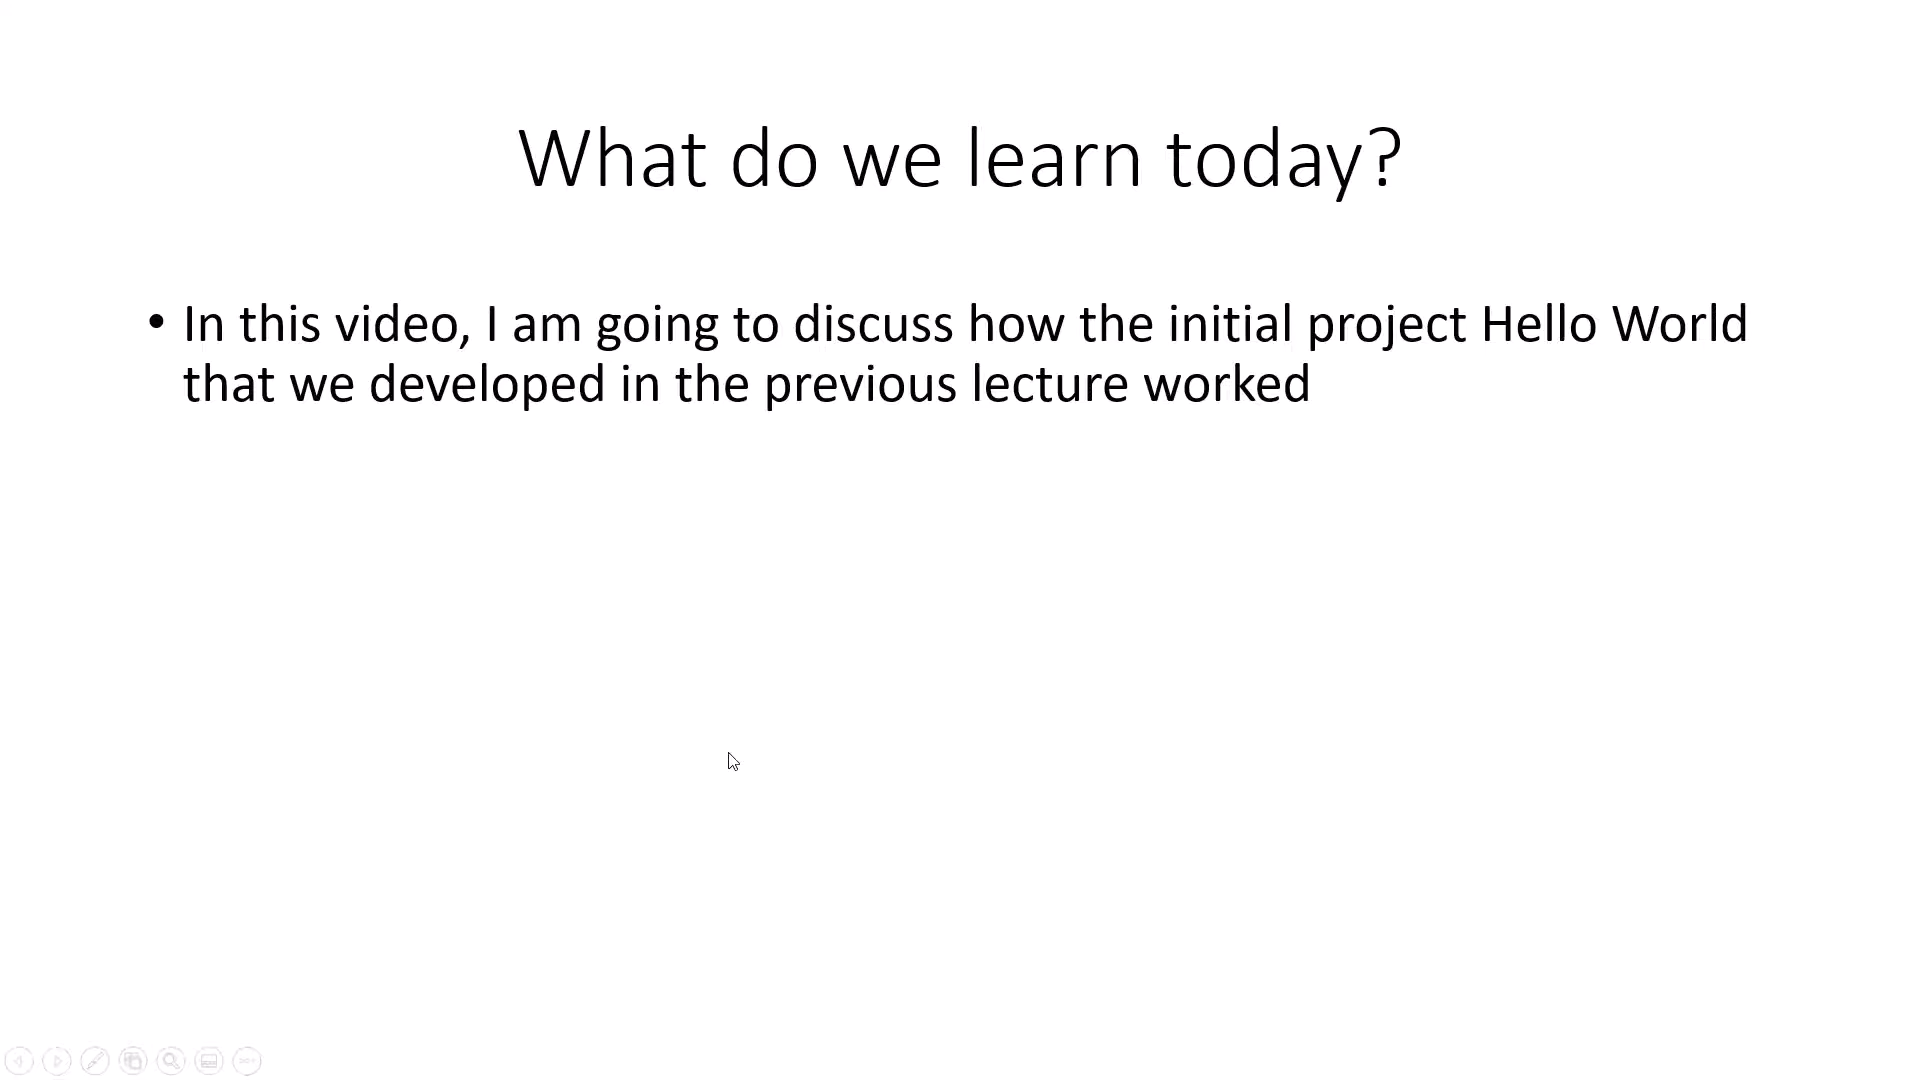 What do we learn today?
• In this video, I am going to discuss how the initial project Hello World
that we developed in the previous lecture worked